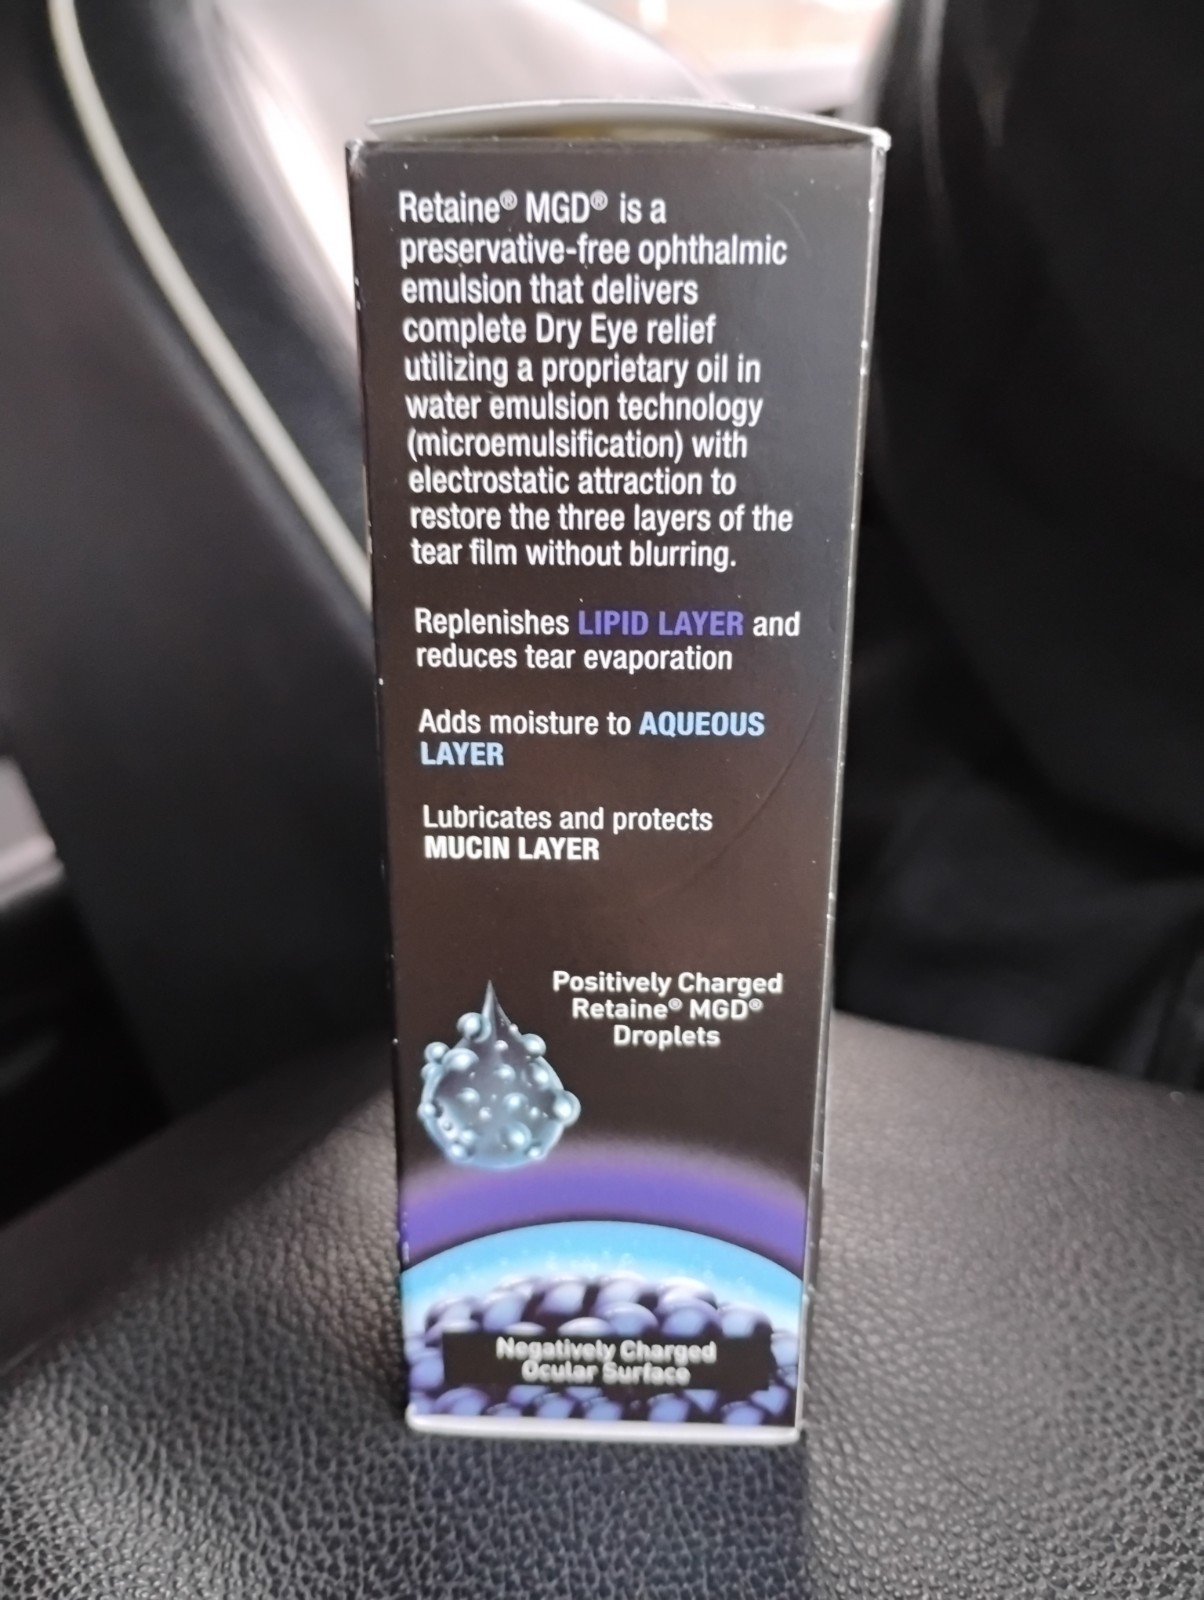 Retaine® MGD® is a
preservative-free ophthalmic
emulsion that delivers
complete Dry Eye relief
utilizing a proprietary oil in
water emulsion technology
(microemulsification) with
electrostatic attraction to
restore the three layers of the
tear film without blurring.
Replenishes LIPID LAYER and
reduces tear evaporation
Adds moisture to AQUEOUS
LAYER
Lubricates and protects
MUCIN LAYER
Positively Charged
Retaine® MGD®
Droplets
Negatively Charged
Ocular Surface